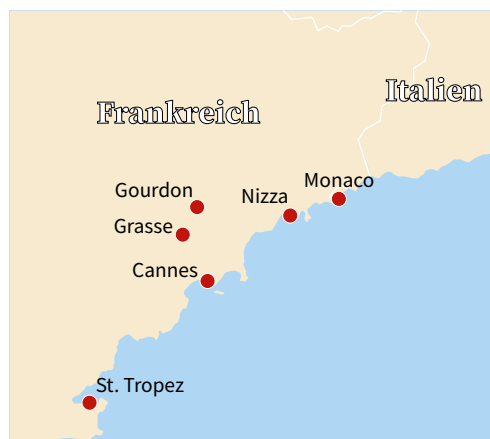 Italien
Frankreich
Monaco
Gourdon
Nizza
Grasse
Cannes
St. Tropez